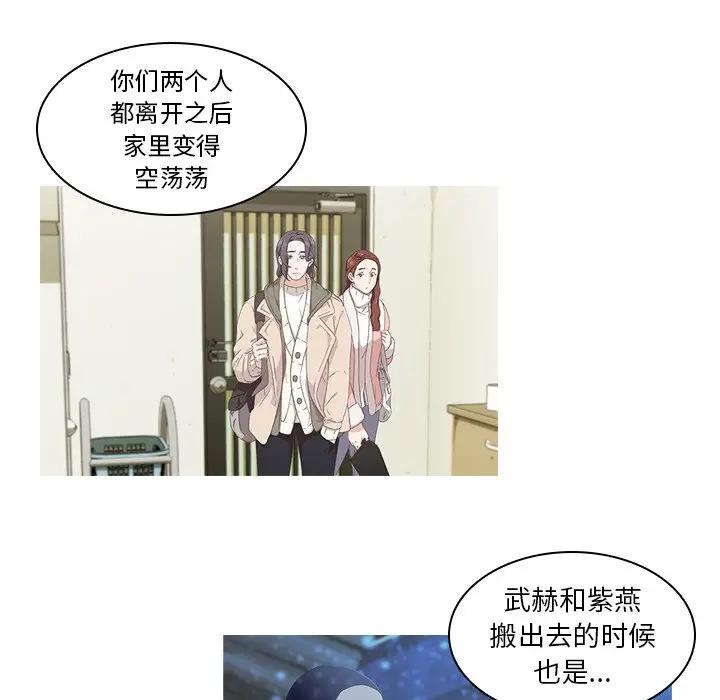 你们两个人
都离开之后
家里变得
空荡荡
武赫和紫燕
搬出去的时候
也是...